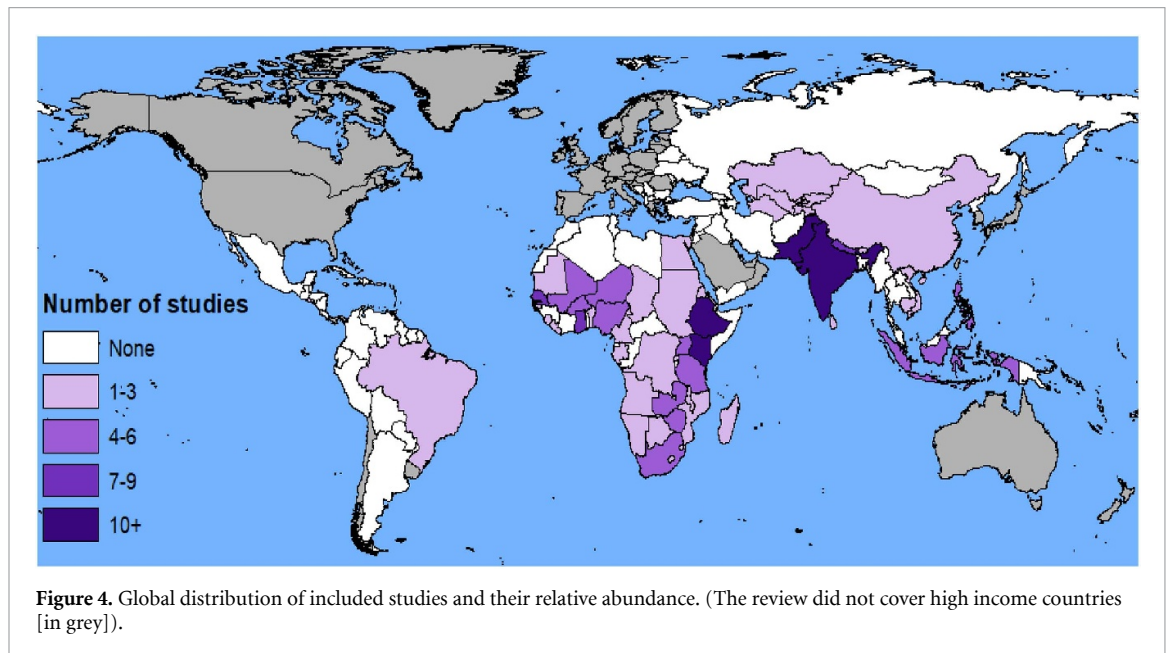 Number of studies
None
1-3
4-6
7-9
10+
Figure 4. Global distribution of included studies and their relative abundance. (The review did not cover high income countries
[in grey]).